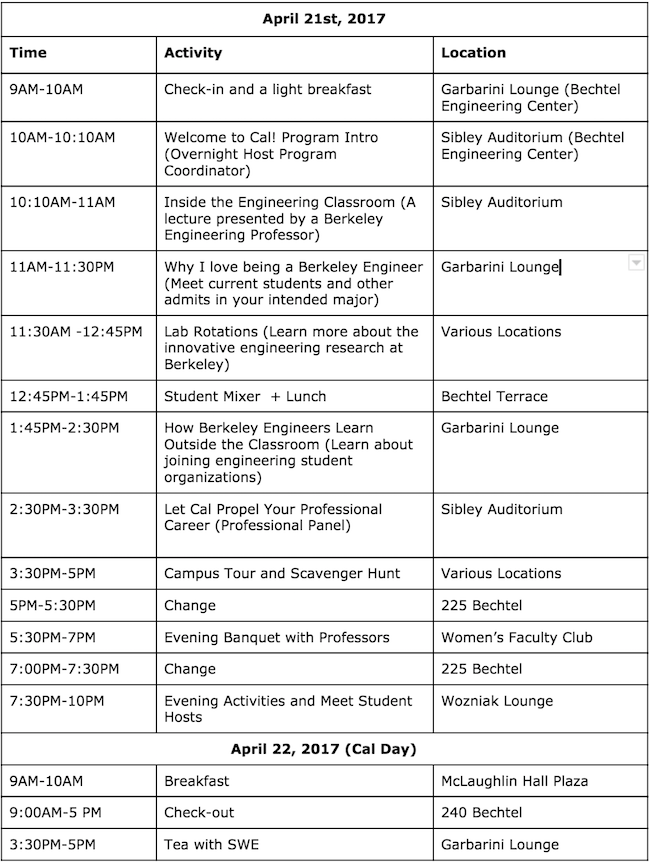 April 21st, 2017
Time Activity Location
9AM-10AM Check-in and a light breakfast Garbarini Lounge (Bechtel
Engineering Center)
10AM-10:10AM Welcome to Cal! Program Intro Sibley Auditorium (Bechtel
(Overnight Host Program Engineering Center)
Coordinator)
10:10AM-11AM Inside the Engineering Classroom (A Sibley Auditorium
lecture presented by a Berkeley
Engineering Professor)
11AM-11:30PM Why I love being a Berkeley Engineer Garbarini Lounge
(Meet current students and other
admits in your intended major)
11:30AM -12:45PM Lab Rotations (Learn more about the Various Locations
innovative engineering research at
Berkeley)
12:45PM-1:45PM Student Mixer + Lunch Bechtel Terrace
1:45PM-2:30PM How Berkeley Engineers Learn Garbarini Lounge
Outside the Classroom (Learn about
joining engineering student
organizations)
2:30PM-3:30PM Let Cal Propel Your Professional Sibley Auditorium
Career (Professional Panel)
3:30PM-5PM Campus Tour and Scavenger Hunt Various Locations
5PM-5:30PM Change 225 Bechtel
5:30PM-7PM Evening Banquet with Professors Women's Faculty Club
7:00PM-7:30PM Change 225 Bechtel
7:30PM-10PM Evening Activities and Meet Student Wozniak Lounge
Hosts
April 22, 2017 (Cal Day)
9AM-10AM Breakfast McLaughlin Hall Plaza
9:00AM-5 PM Check-out 240 Bechtel
3:30PM-5PM Tea with SWE Garbarini Lounge